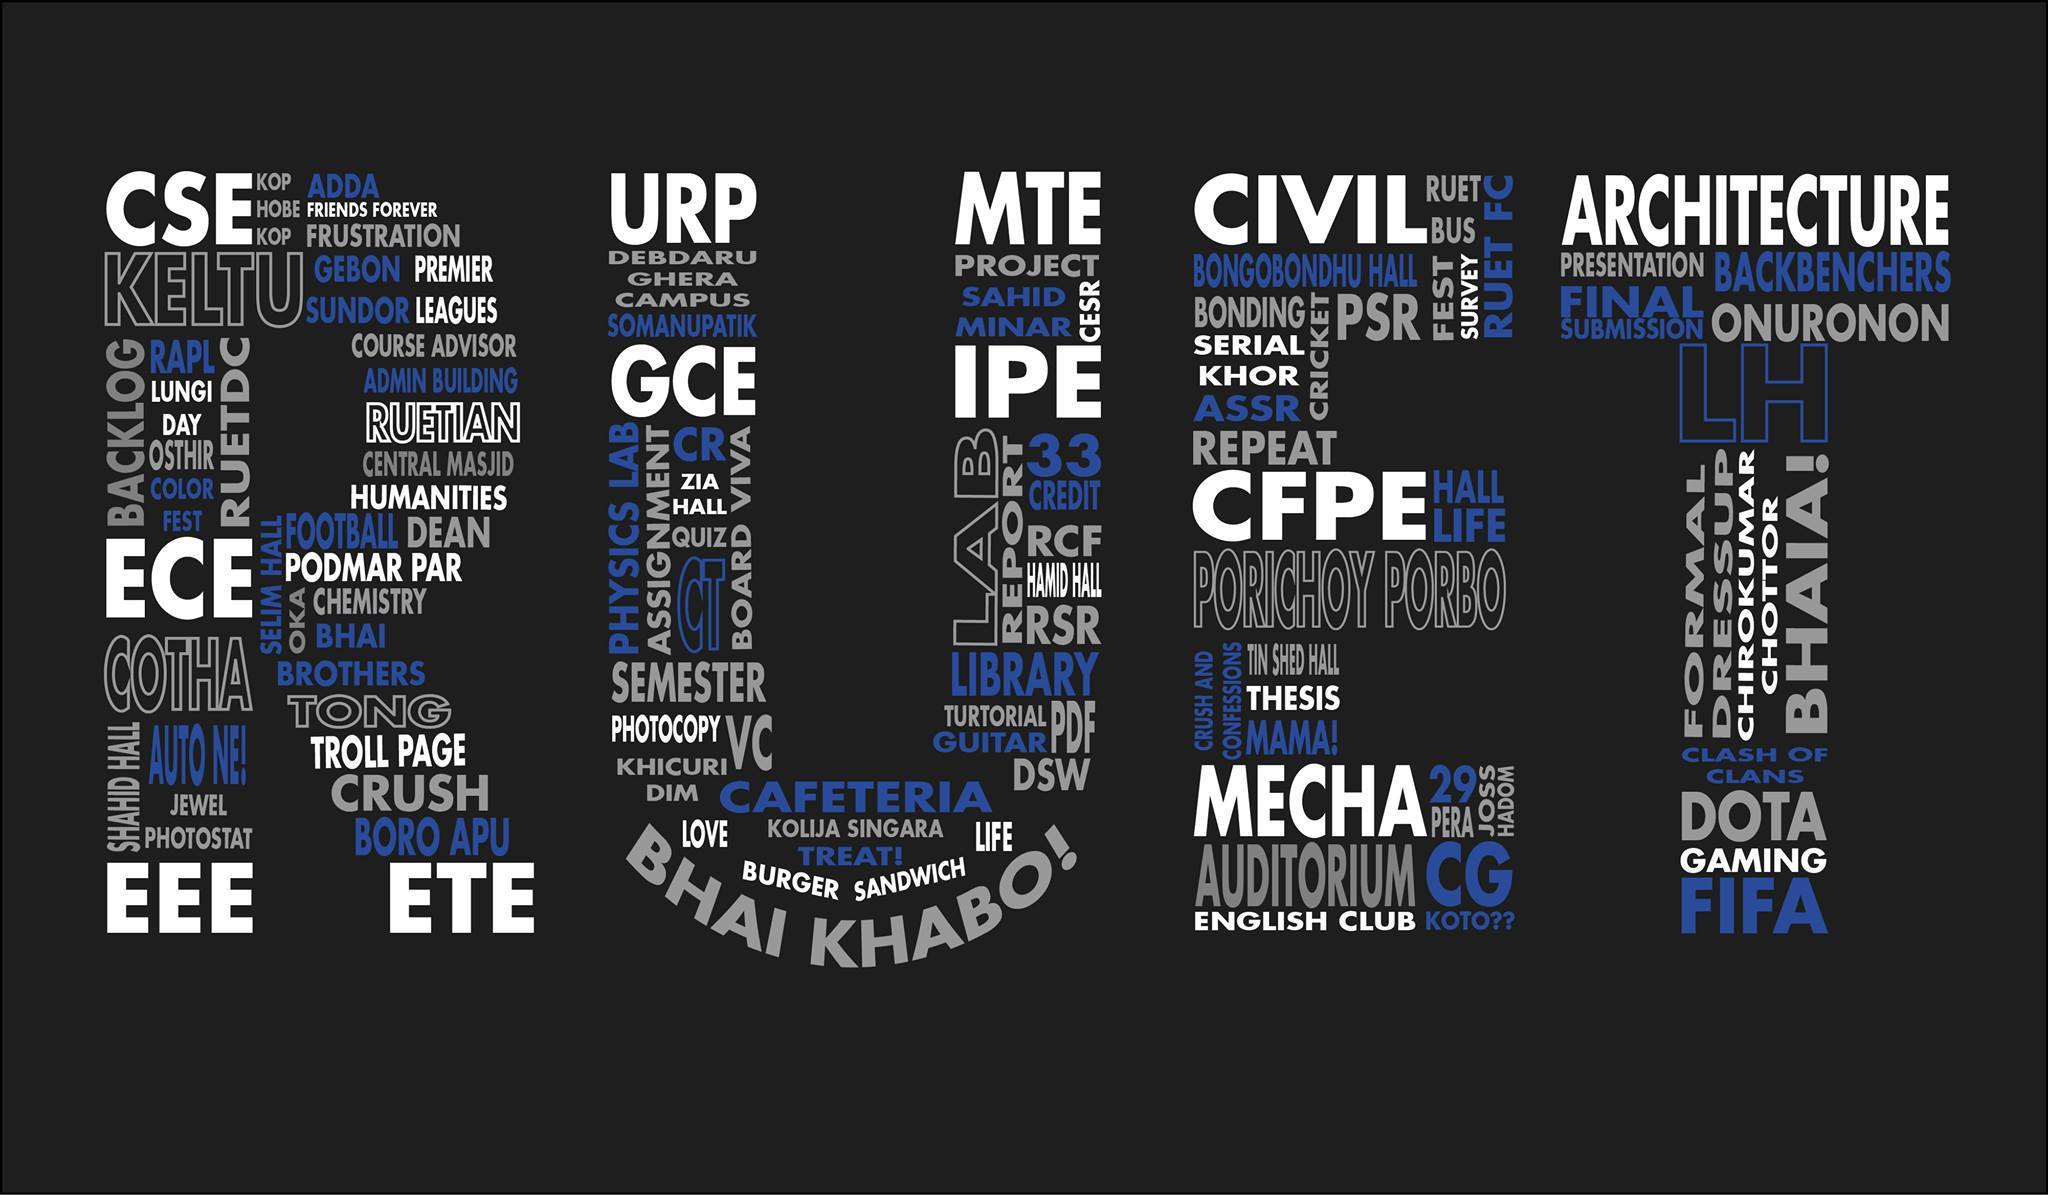 CSE
KOP
HOBE
KOP
ADDA
FRIENDS FOREVER
FRUSTRATION
KELTU
GEBON
SUNDOR
PREMIER
LEAGUES
BACKLOG
RAPL
LUNGI
DAY
OSTHIR
COLOR
FEST
RUETDC
COURSE ADVISOR
ADMIN BUILDING
RUETIAN
CENTRAL MASJID
HUMANITIES
ECE
SELIM HALL
FOOTBALL
DEAN
PODMAR PAR
OKA
CHEMISTRY
BHAI
BROTHERS
COTHA
TONG
SHAHID HALL
AUTO NE!
JEWEL
PHOTOSTAT
TROLL PAGE
CRUSH
BORO APU
EEE
ETE
URP
DEBDARU
GHERA
CAMPUS
SOMANUPATIK
GCE
PHYSICS LAB
ASSIGNMENT
CR
ZIA
HALL
QUIZ
CT
BOARD VIVA
SEMESTER
PHOTOCOPY
VC
KHICURI
DIM
MTE
PROJECT
SAHID
MINAR
CESR
IPE
LAB
REPORT
33
CREDIT
RCF
HAMID HALL
RSR
LIBRARY
TURTORIAL
GUITAR
PDF
DSW
CAFETERIA
LOVE
KOLIJA SINGARA
LIFE
TREAT!
BURGER
SANDWICH
BHAI KHABO!
CIVIL
RUET
BUS
RUET FC
BONGOBONDHU HALL
BONDING
SERIAL
KHOR
ASSR
CRICKET
PSR
FEST
SURVEY
REPEAT
CFPE
HALL
LIFE
PORICHOY PORBO
CRUSH AND
CONFESSIONS
TIN SHED HALL
THESIS
MAMA!
MECHA
29
PERA
JOSS
HADOM
AUDITORIUM
CG
ENGLISH CLUB
KOTO??
ARCHITECTURE
PRESENTATION
BACKBENCHERS
FINAL
SUBMISSION
ONURONON
LH
FORMAL
DRESSUP
CHIROKUMAR
CHOTTOR
BHAIA!
CLASH OF
CLANS
DOTA
GAMING
FIFA